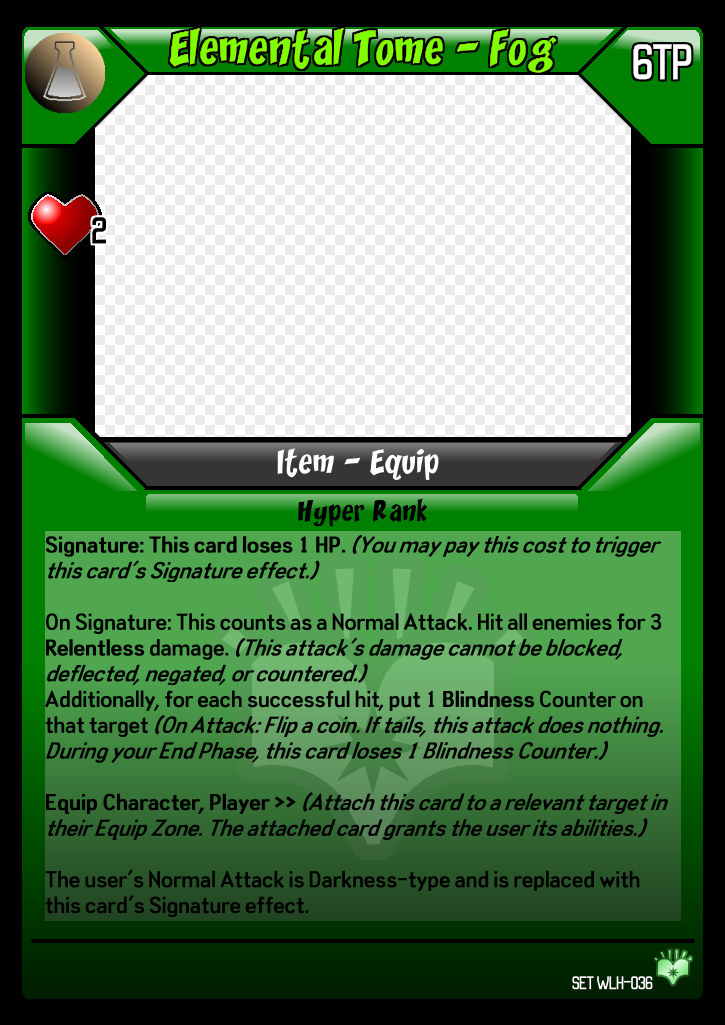 Elemental Tome - Fog
6TP
2
Item - Equip
Hyper Rank
Signature: This card loses 1 HP. (You may pay this cost to trigger
this card's Signature effect.)
On Signature: This counts as a Normal Attack. Hit all enemies for 3
Relentless damage. (This attack's damage cannot be blocked,
deflected, negated, or countered.)
Additionally, for each successful hit, put 1 Blindness Counter on
that target (On Attack: Flip a coin. If tails, this attack does nothing.
During your End Phase, this card loses 1 Blindness Counter.)
Equip Character, Player >> (Attach this card to a relevant target in
their Equip Zone. The attached card grants the user its abilities.)
The user's Normal Attack is Darkness-type and is replaced with
this card's Signature effect.
SET WLH-036